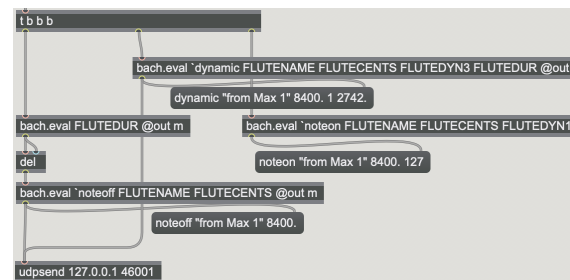 t b b b
bach.eval `dynamic FLUTENAME FLUTECENTS FLUTEDYN3 FLUTEDUR @out
dynamic "from Max 1" 8400. 1 2742.
bach.eval FLUTEDUR @out m
bach.eval `noteon FLUTENAME FLUTECENTS FLUTEDYN1
del
noteon "from Max 1" 8400. 127
bach.eval `noteoff FLUTENAME FLUTECENTS @out m
noteoff "from Max 1" 8400.
udpsend 127.0.0.1 46001